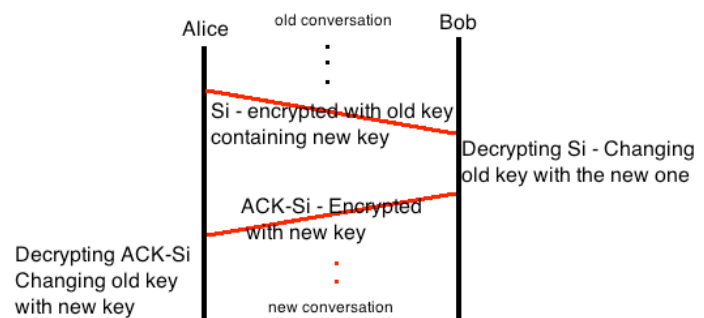 old conversation
Alice
Bob
Si - encrypted with old key
containing new key
Decrypting Si - Changing
old key with the new one
ACK-Si - Encrypted
with new key
Decrypting ACK-Si
Changing old key
with new key
new conversation